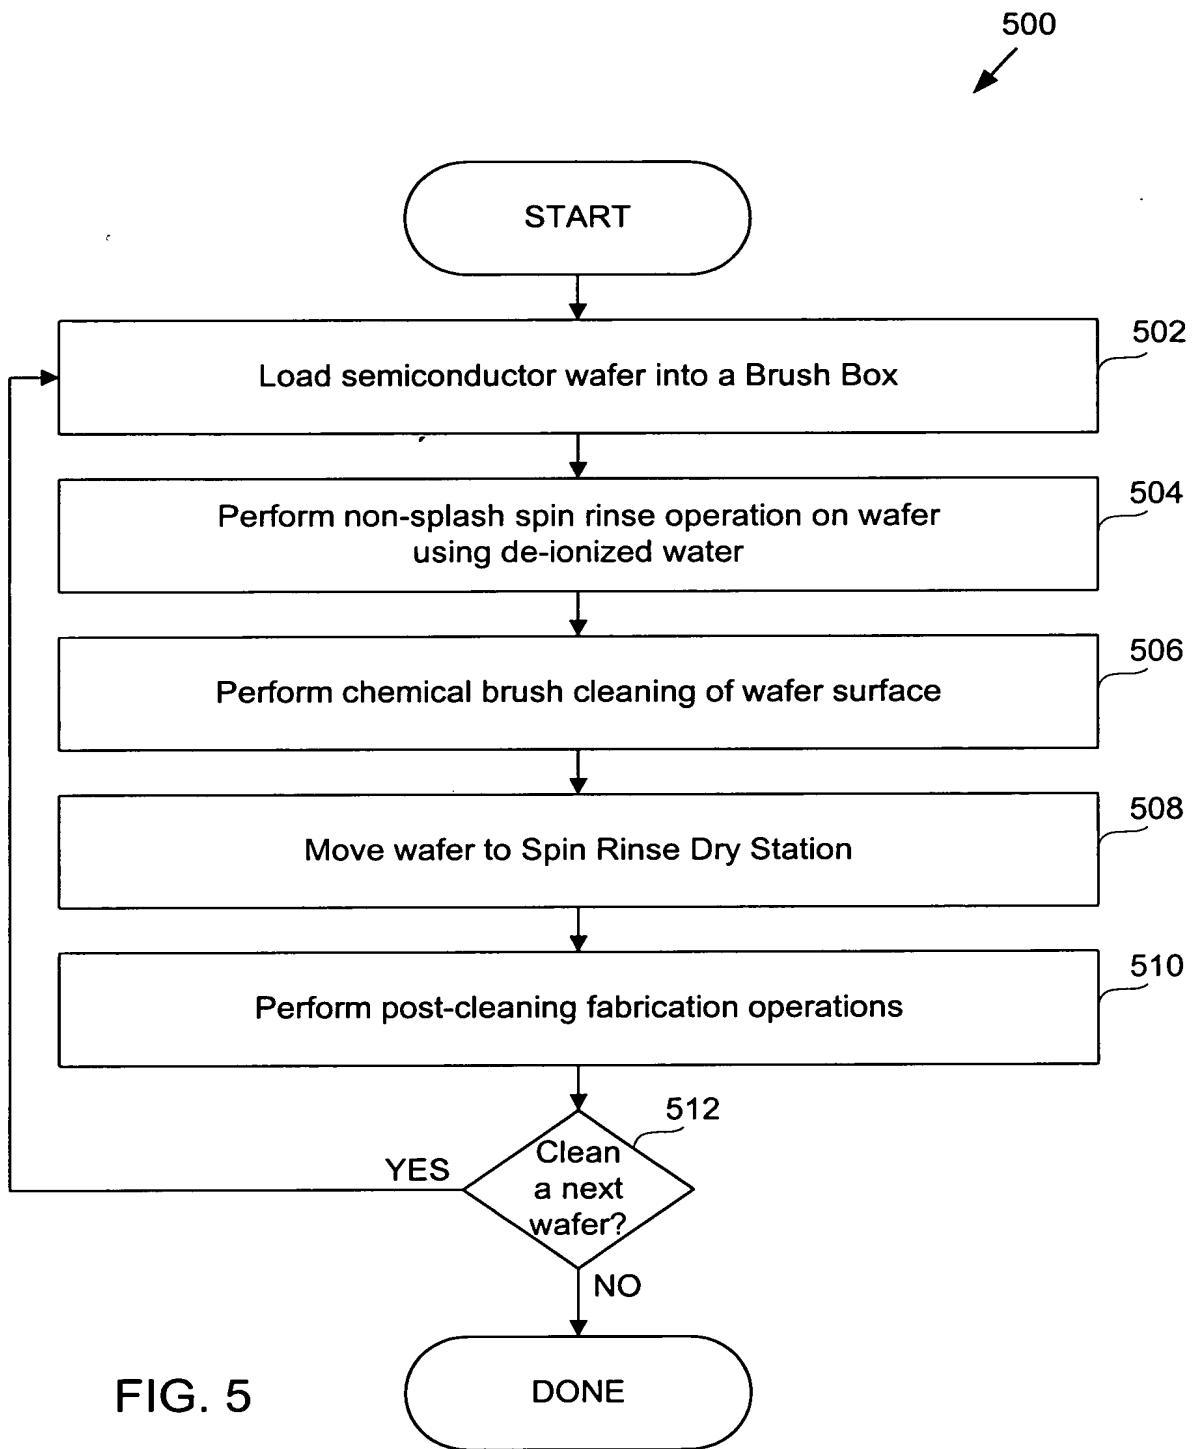 500
START
502
Load semiconductor wafer into a Brush Box
504
Perform non-splash spin rinse operation on wafer
using de-ionized water
506
Perform chemical brush cleaning of wafer surface
508
Move wafer to Spin Rinse Dry Station
510
Perform post-cleaning fabrication operations
512
Clean
a next
wafer?
YES
NO
DONE
FIG. 5